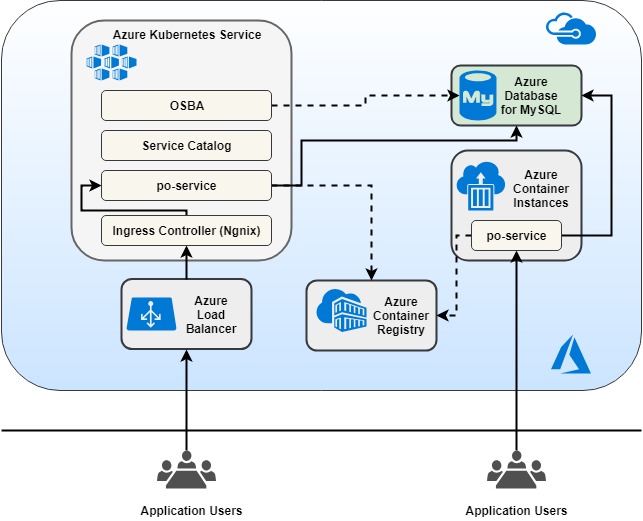 Azure Kubernetes Service
OSBA
Service Catalog
po-service
Ingress Controller (Ngnix)
Azure
Load
Balancer
Azure
Container
Registry
My
Azure
Database
for MySQL
Azure
Container
Instances
po-service
Application Users
Application Users